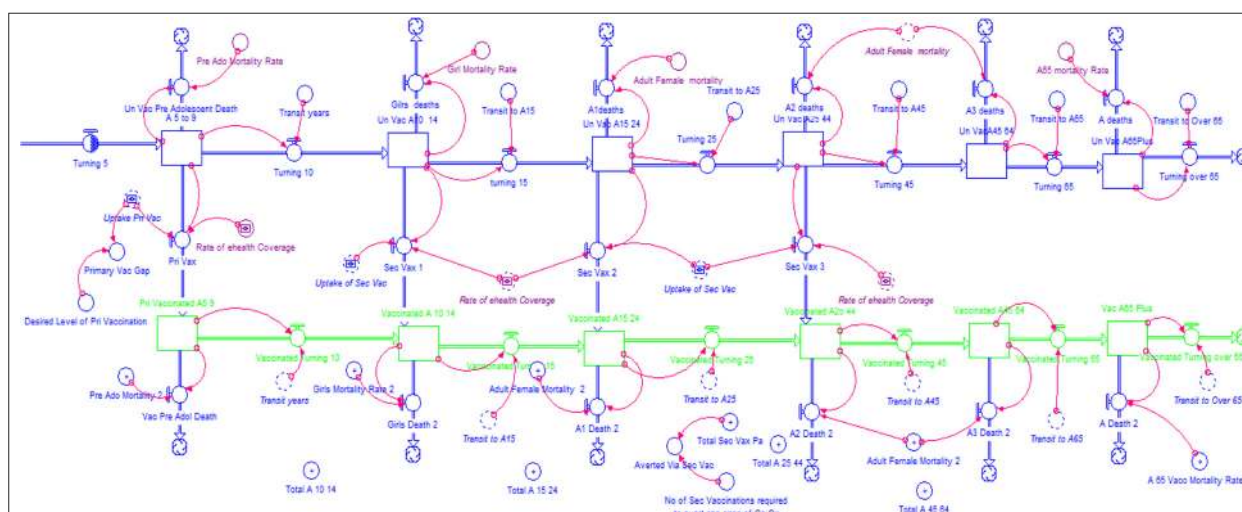 Pre Ado Mortality Rate
Un Vac Pre Adolescent Death
A 5 to 9
Transit years
Turning 5
Turning 10
Girl Mortality Rate
Gilrs deaths
Un Vac A10 14
Transit to A15
turning 15
Adult Female mortality
A1deaths
Un Vac A15 24
Transit to A25
Turning 25
Adult Female mortality
A2 deaths
Un Vac A25 44
Transit to A45
Turning 45
A3 deaths
Un Vac A45 64
Transit to A65
Turning 65
A65 mortality Rate
A deaths
Un Vac A65Plus
Transit to Over 65
Turning over 65
Uptake Pri Vac
Pri Vax
Rate of ehealth Coverage
Primary Vac Gap
Desired Level of Pri Vaccination
Uptake of Sec Vac
Sec Vax 1
Rate of ehealth Coverage
Sec Vax 2
Uptake of Sec Vac
Sec Vax 3
Rate of ehealth Coverage
Pri Vaccinated A5 9
Vaccinated Turning 10
Transit years
Pre Ado Mortality 2
Vac Pre Adol Death
Vaccinated A 10 14
Girls Mortality Rate 2
Girls Death 2
Transit to A15
Vaccinated A15 24
Adult Female Mortality 2
A1 Death 2
Vaccinated Turning 25
Transit to A25
Vaccinated A25 44
A2 Death 2
Vaccinated Turning 45
Transit to A45
Vaccinated A45 64
A3 Death 2
Vaccinated Turning 65
Transit to A65
Vac A65 Plus
Vaccinated Turning over 65
Transit to Over 65
A Death 2
A 65 Vacc Mortality Rate
Adult Female Mortality 2
Total Sec Vax Pa
Averted Via Sec Vac
No of Sec Vaccinations required
Total A 10 14
Total A 15 24
Total A 25 44
Total A 45 64